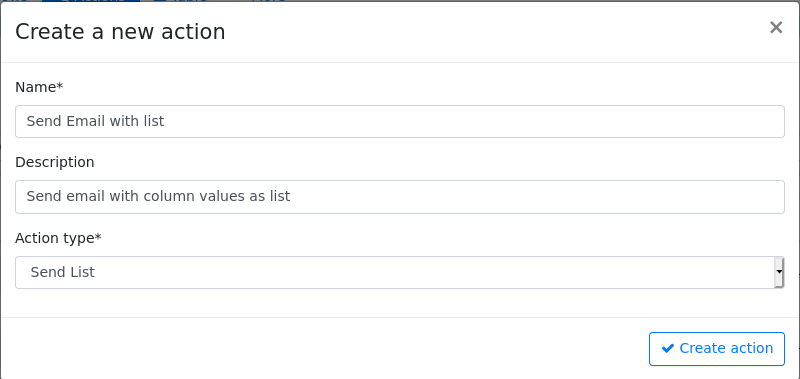 Create a new action
×
Name*
Send Email with list
Description
Send email with column values as list
Action type*
Send List
Create action